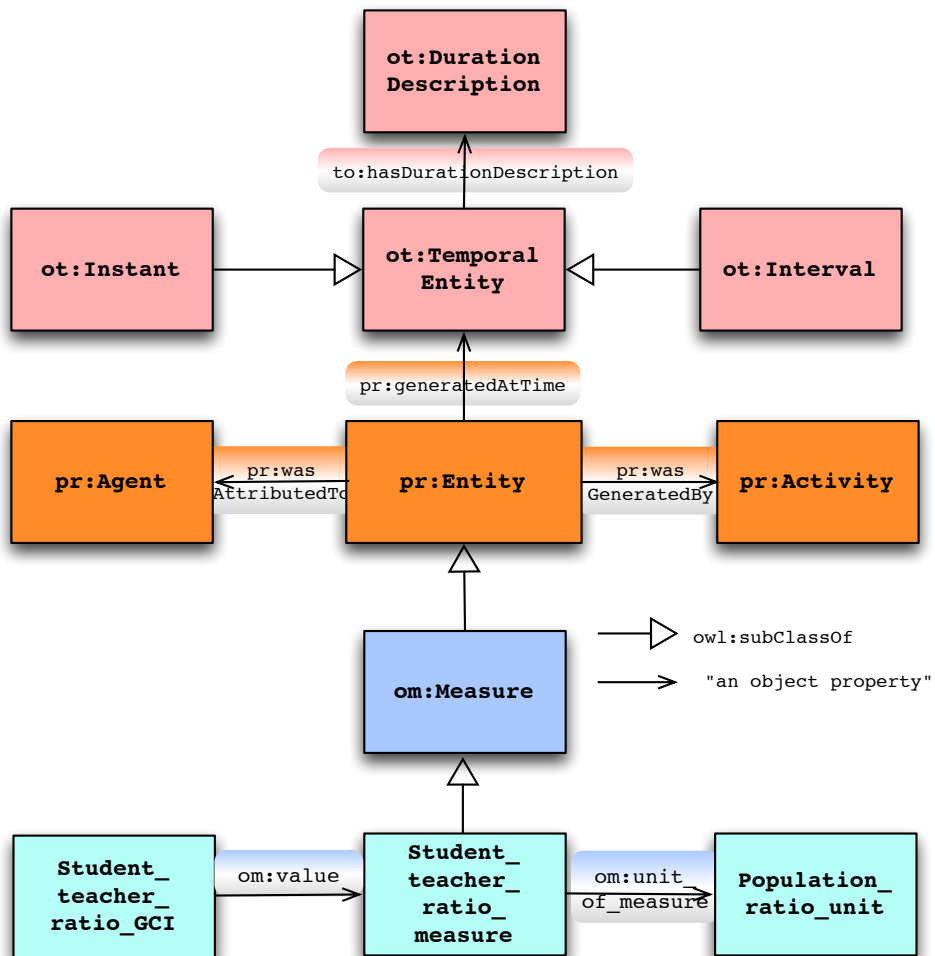 ot:Duration
Description
to:hasDurationDescription
ot:Instant
ot:Temporal
Entity
ot:Interval
pr:generatedAtTime
pr:Agent
pr:was
AttributedTo
pr:Entity
pr:was
GeneratedBy
pr:Activity
owl:subClassOf
om:Measure
"an object property"
Student_
teacher_
ratio_GCI
om:value
Student_
teacher_
ratio_
measure
om:unit_
of_measure
Population_
ratio_unit